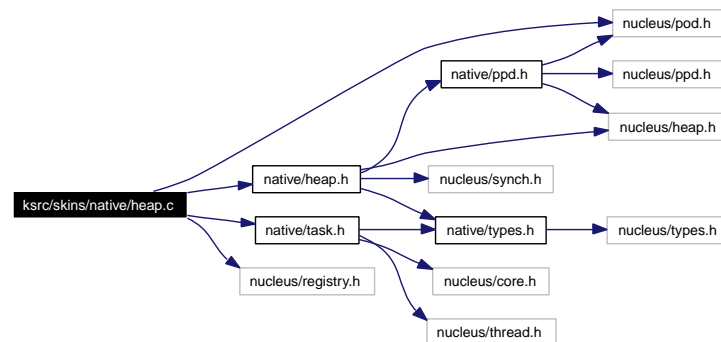 nucleus/pod.h
native/ppd.h
nucleus/ppd.h
nucleus/heap.h
native/heap.h
nucleus/synch.h
ksrc/skins/native/heap.c
native/task.h
native/types.h
nucleus/types.h
nucleus/registry.h
nucleus/core.h
nucleus/thread.h